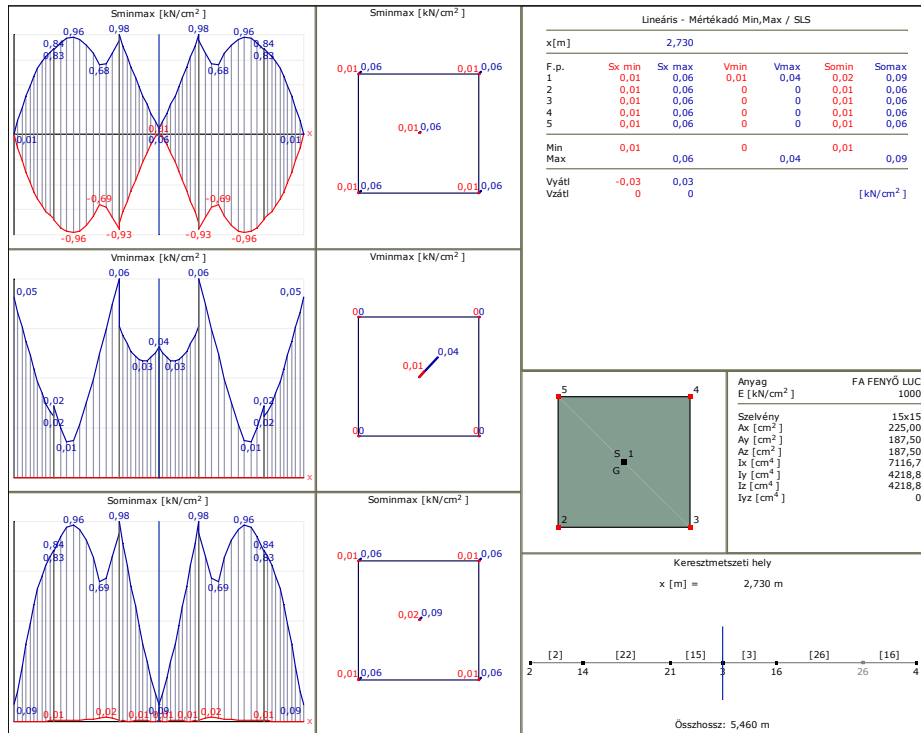 Sminmax [kN/cm²]
0,96 0,98 0,98 0,96
0,84 0,84
0,83 0,83
0,68 0,68
0,01
0,01 0,06 0,01 x
-0,69 -0,69
-0,96 -0,93 -0,93 -0,96
Sminmax [kN/cm²]
0,01 0,06 0,01 0,06
0,01 0,06
0,01 0,06 0,01 0,06
Lineáris - Mértékadó Min,Max / SLS
x[m] 2,730
F.p. Sx min Sx max Vmin Vmax Somin Somax
1 0,01 0,06 0,01 0,04 0,02 0,09
2 0,01 0,06 0 0 0,01 0,06
3 0,01 0,06 0 0 0,01 0,06
4 0,01 0,06 0 0 0,01 0,06
5 0,01 0,06 0 0 0,01 0,06
Min 0,01 0 0,01
Max 0,06 0,04 0,09
Vyátl -0,03 0,03
Vzátl 0 0 [kN/cm²]
Vminmax [kN/cm²]
0,06 0,06
0,05 0,05
0,04
0,03 0,03
0,02 0,02
0,02 0,02
0,01 0,01
x
Vminmax [kN/cm²]
00 00
0,04
0,01
00 00
5 4
S 1
G
2 3
Anyag FA FENYŐ LUC
E [kN/cm²] 1000
Szelvény 15x15
Ax [cm²] 225,00
Ay [cm²] 187,50
Az [cm²] 187,50
Ix [cm⁴] 7116,7
Iy [cm⁴] 4218,8
Iz [cm⁴] 4218,8
Iyz [cm⁴] 0
Sominmax [kN/cm²]
0,96 0,98 0,98 0,96
0,84 0,84
0,83 0,83
0,69 0,69
0,09 0,01 0,02 0,01 0,01 0,01 0,01 0,02 0,01 0,09 x
Sominmax [kN/cm²]
0,01 0,06 0,01 0,06
0,02 0,09
0,01 0,06 0,01 0,06
Keresztmetszeti hely
x [m] = 2,730 m
[2] [22] [15] [3] [26] [16]
2 14 21 3 16 26 4
Összhossz: 5,460 m